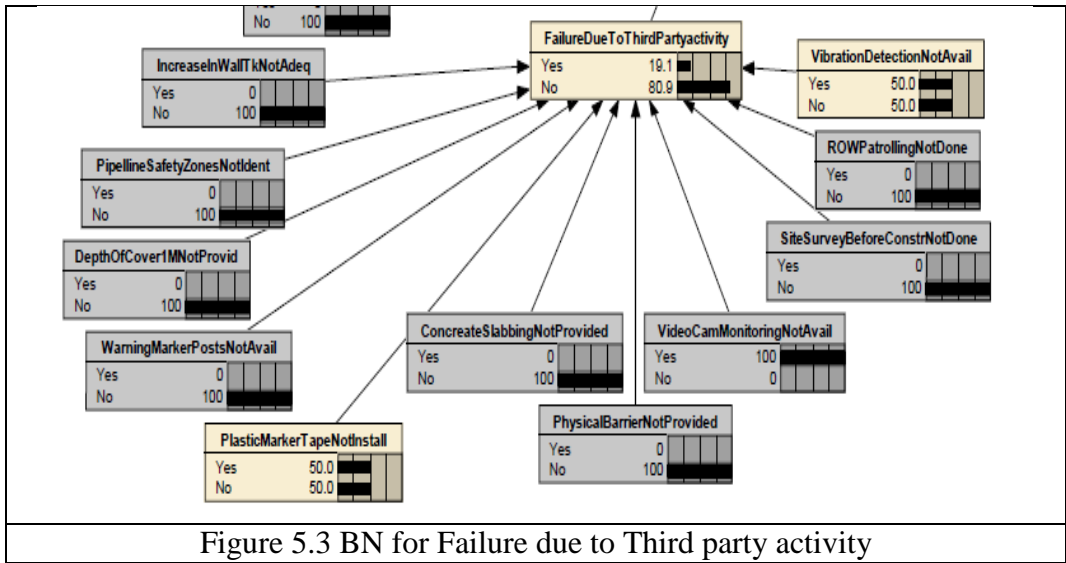 Yes 0
No 100
FailureDueToThirdPartyactivity
Yes 19.1
No 80.9
VibrationDetectionNotAvail
Yes 50.0
No 50.0
IncreaseInWallTkNotAdeq
Yes 0
No 100
ROWPatrollingNotDone
Yes 0
No 100
PipelineSafetyZonesNotIdent
Yes 0
No 100
SiteSurveyBeforeConstrNotDone
Yes 0
No 100
DepthOfCover1MNotProvid
Yes 0
No 100
WarningMarkerPostsNotAvail
Yes 0
No 100
ConcreateSlabbingNotProvided
Yes 0
No 100
VideoCamMonitoringNotAvail
Yes 100
No 0
PlasticMarkerTapeNotInstall
Yes 50.0
No 50.0
PhysicalBarrierNotProvided
Yes 0
No 100
Figure 5.3 BN for Failure due to Third party activity